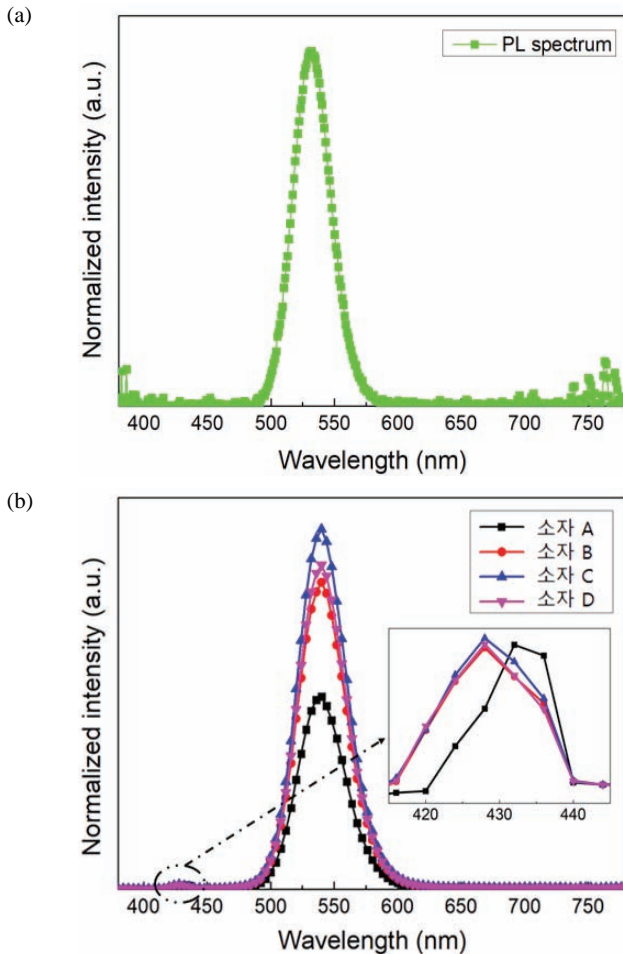 (a)
PL spectrum
Normalized intensity (a.u.)
400 450 500 550 600 650 700 750
Wavelength (nm)
(b)
소자 A
소자 B
소자 C
소자 D
Normalized intensity (a.u.)
420 430 440
400 450 500 550 600 650 700 750
Wavelength (nm)